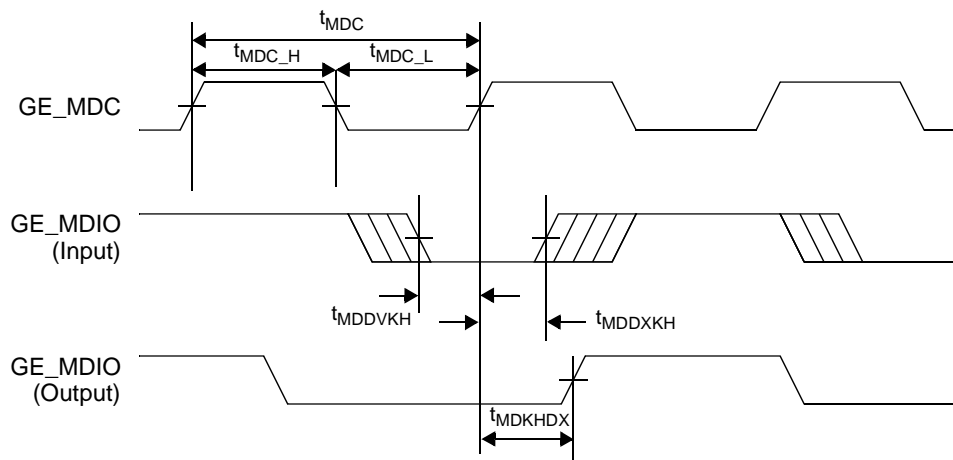 tMDC
tMDC_H
tMDC_L
GE_MDC
GE_MDIO
(Input)
tMDDVKH
tMDDXKH
GE_MDIO
(Output)
tMDKHDX